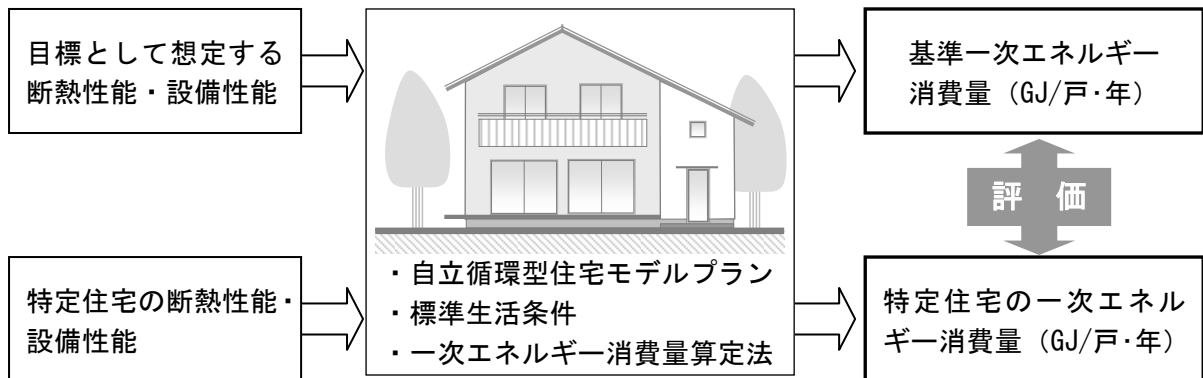 目標として想定する
断熱性能・設備性能
基準一次エネルギー
消費量（GJ/戸・年）
評 価
・自立循環型住宅モデルプラン
・標準生活条件
・一次エネルギー消費量算定法
特定住宅の断熱性能・
設備性能
特定住宅の一次エネル
ギー消費量（GJ/戸・年）